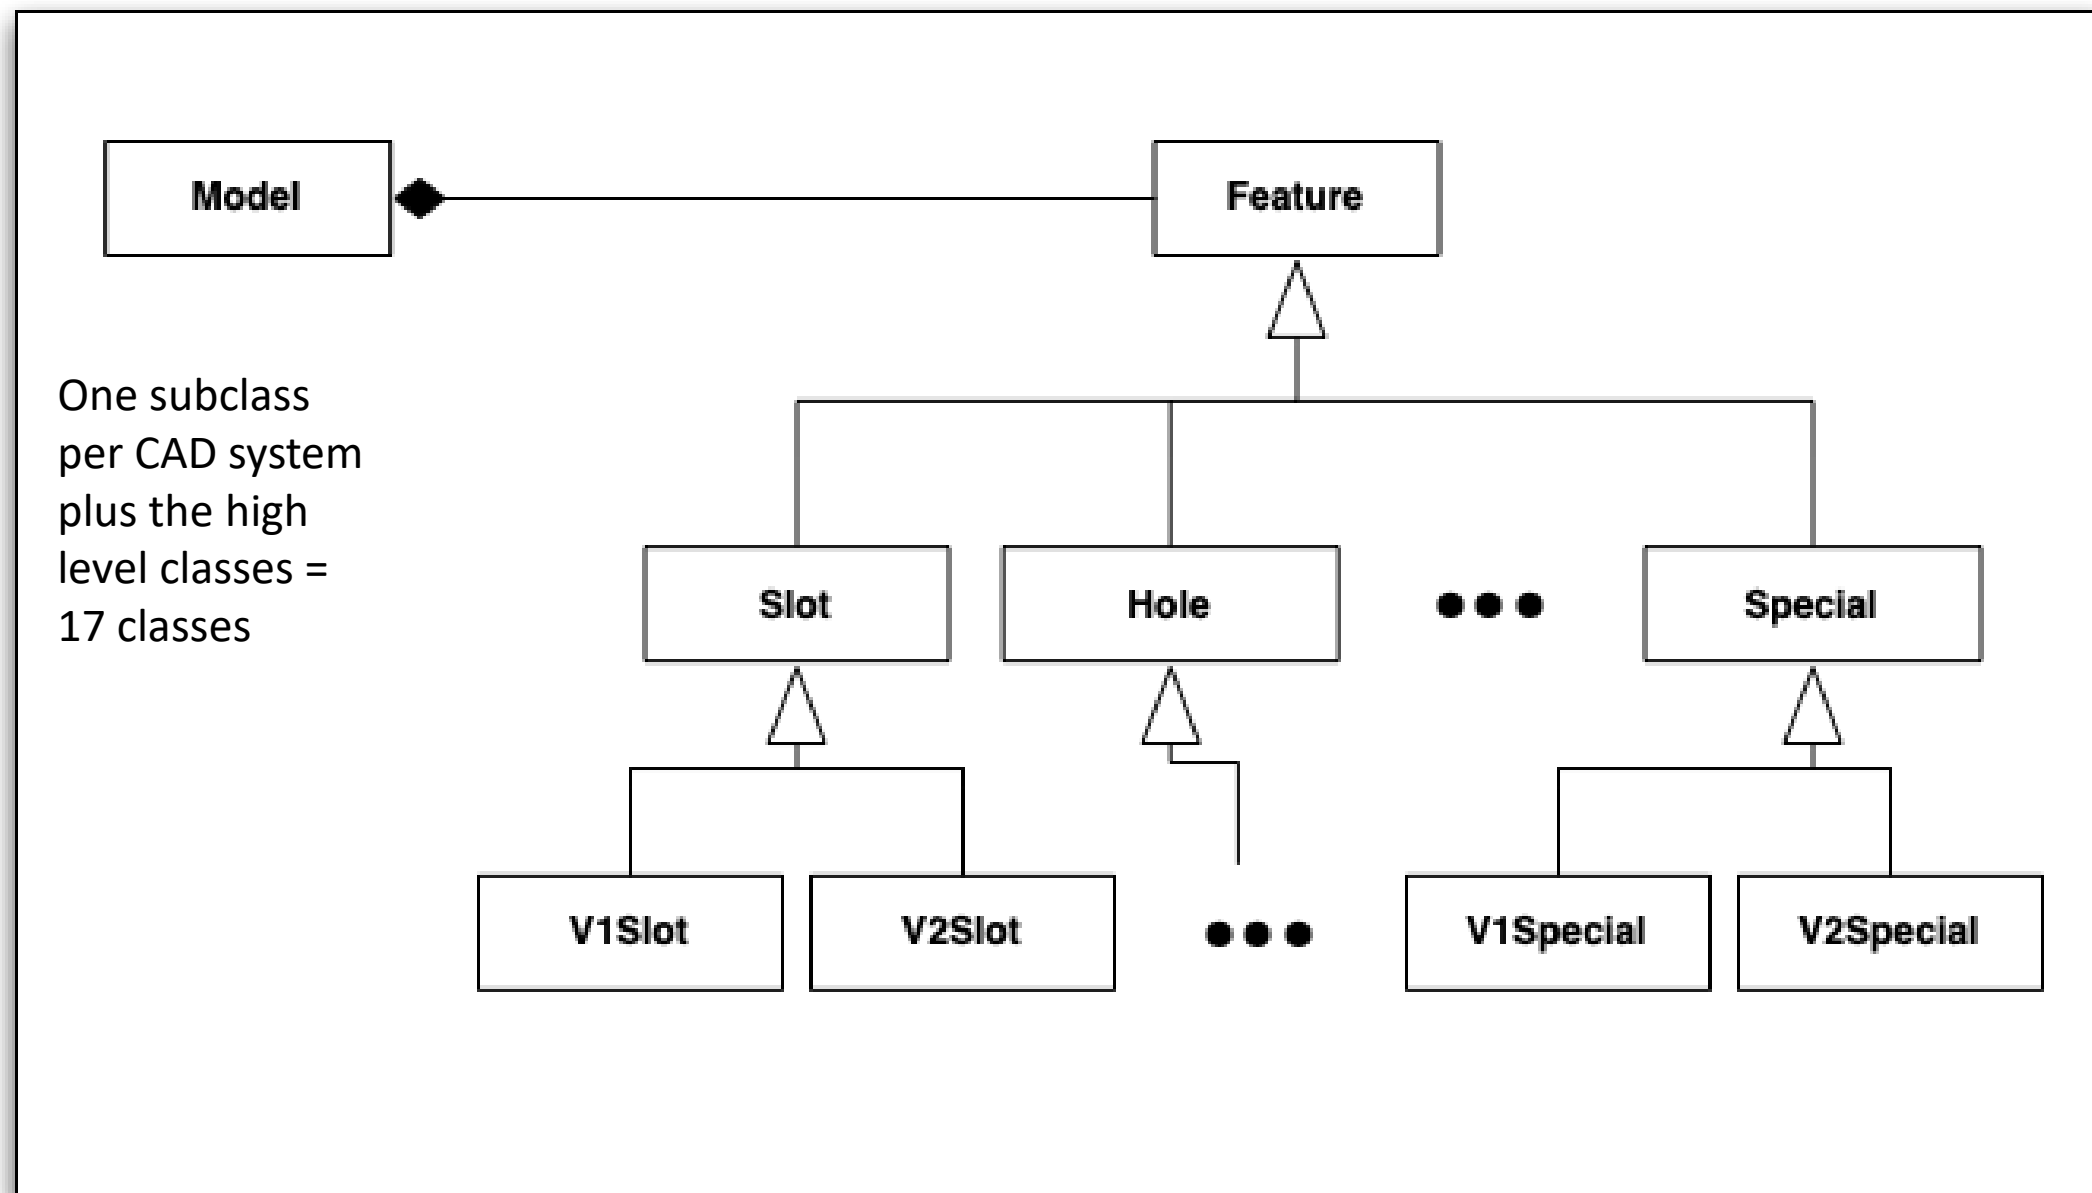 Model
Feature
One subclass
per CAD system
plus the high
level classes =
17 classes
Slot
Hole
Special
V1Slot
V2Slot
V1Special
V2Special